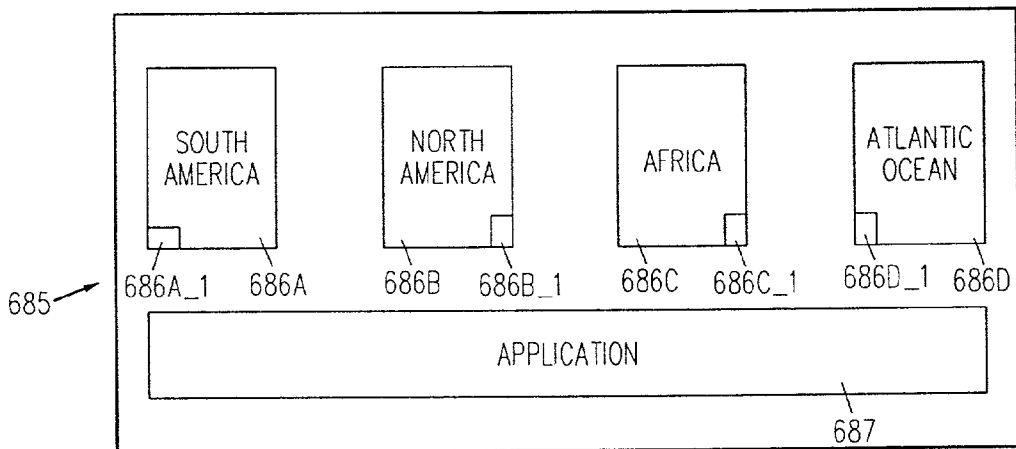 SOUTH
AMERICA
NORTH
AMERICA
AFRICA
ATLANTIC
OCEAN
686A_1 686A 686B 686B_1 686C 686C_1 686D_1 686D
685
APPLICATION
687